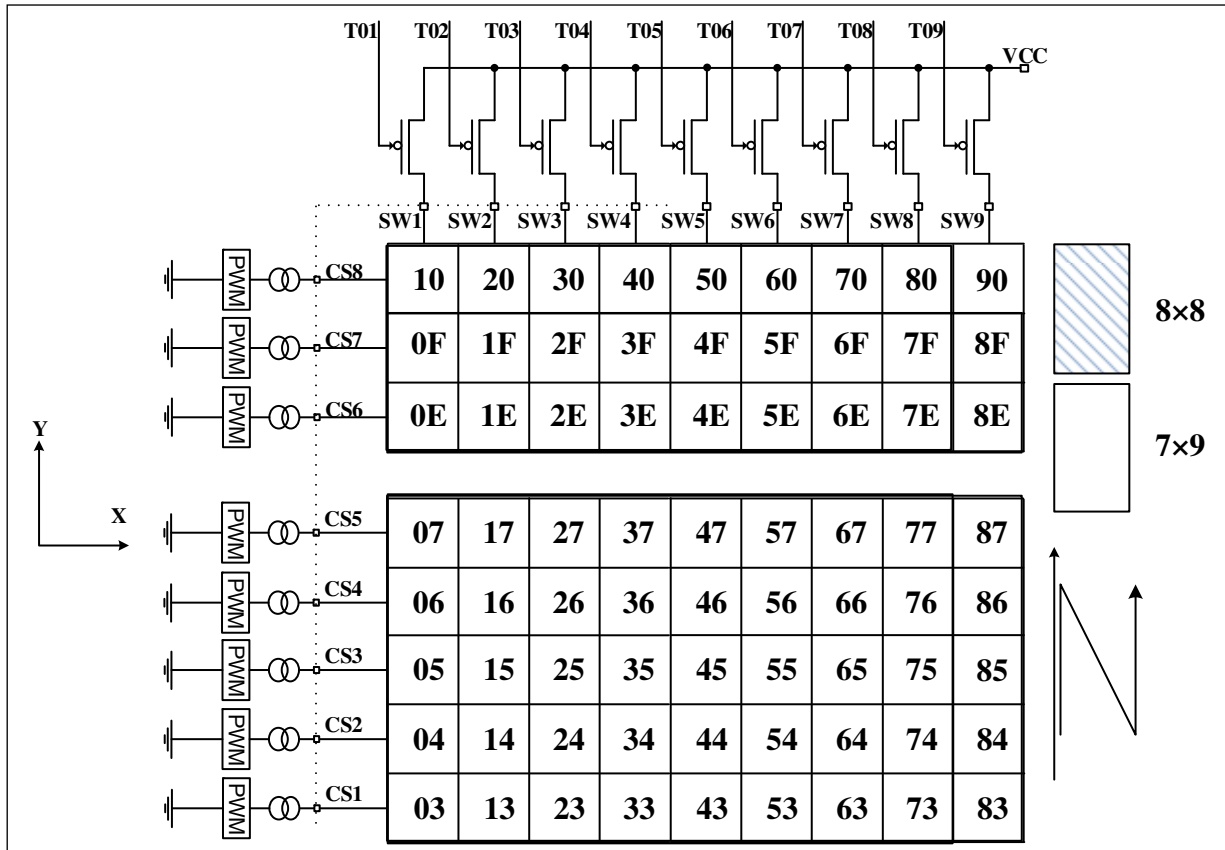 T01 T02 T03 T04 T05 T06 T07 T08 T09
VCC
SW1 SW2 SW3 SW4 SW5 SW6 SW7 SW8 SW9
PWM CS8 10 20 30 40 50 60 70 80 90
8×8
PWM CS7 0F 1F 2F 3F 4F 5F 6F 7F 8F
PWM CS6 0E 1E 2E 3E 4E 5E 6E 7E 8E
7×9
Y
X
PWM CS5 07 17 27 37 47 57 67 77 87
PWM CS4 06 16 26 36 46 56 66 76 86
PWM CS3 05 15 25 35 45 55 65 75 85
PWM CS2 04 14 24 34 44 54 64 74 84
PWM CS1 03 13 23 33 43 53 63 73 83